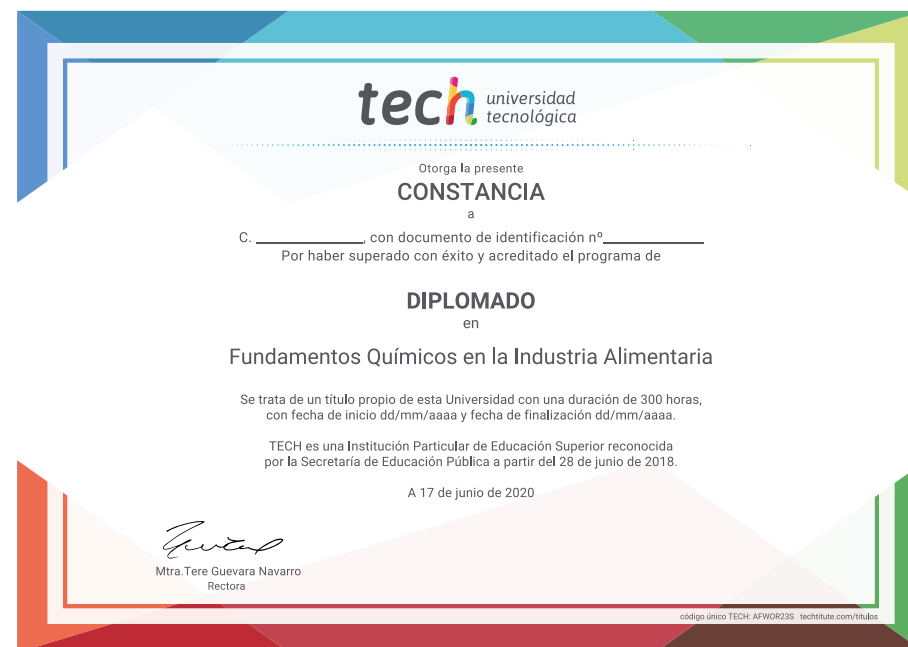 tech universidad
tecnológica
Otorga la presente
CONSTANCIA
a
C. ____________, con documento de identificación nº____________
Por haber superado con éxito y acreditado el programa de
DIPLOMADO
en
Fundamentos Químicos en la Industria Alimentaria
Se trata de un título propio de esta Universidad con una duración de 300 horas,
con fecha de inicio dd/mm/aaaa y fecha de finalización dd/mm/aaaa.
TECH es una Institución Particular de Educación Superior reconocida
por la Secretaría de Educación Pública a partir del 28 de junio de 2018.
A 17 de junio de 2020
Mtra.Tere Guevara Navarro
Rectora
código único TECH: AFWOR23S techtitute.com/titulos